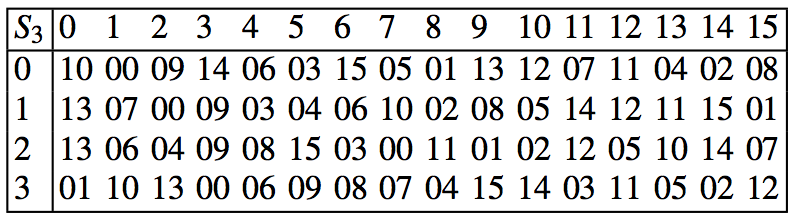 S3 0 1 2 3 4 5 6 7 8 9 10 11 12 13 14 15
0 10 00 09 14 06 03 15 05 01 13 12 07 11 04 02 08
1 13 07 00 09 03 04 06 10 02 08 05 14 12 11 15 01
2 13 06 04 09 08 15 03 00 11 01 02 12 05 10 14 07
3 01 10 13 00 06 09 08 07 04 15 14 03 11 05 02 12